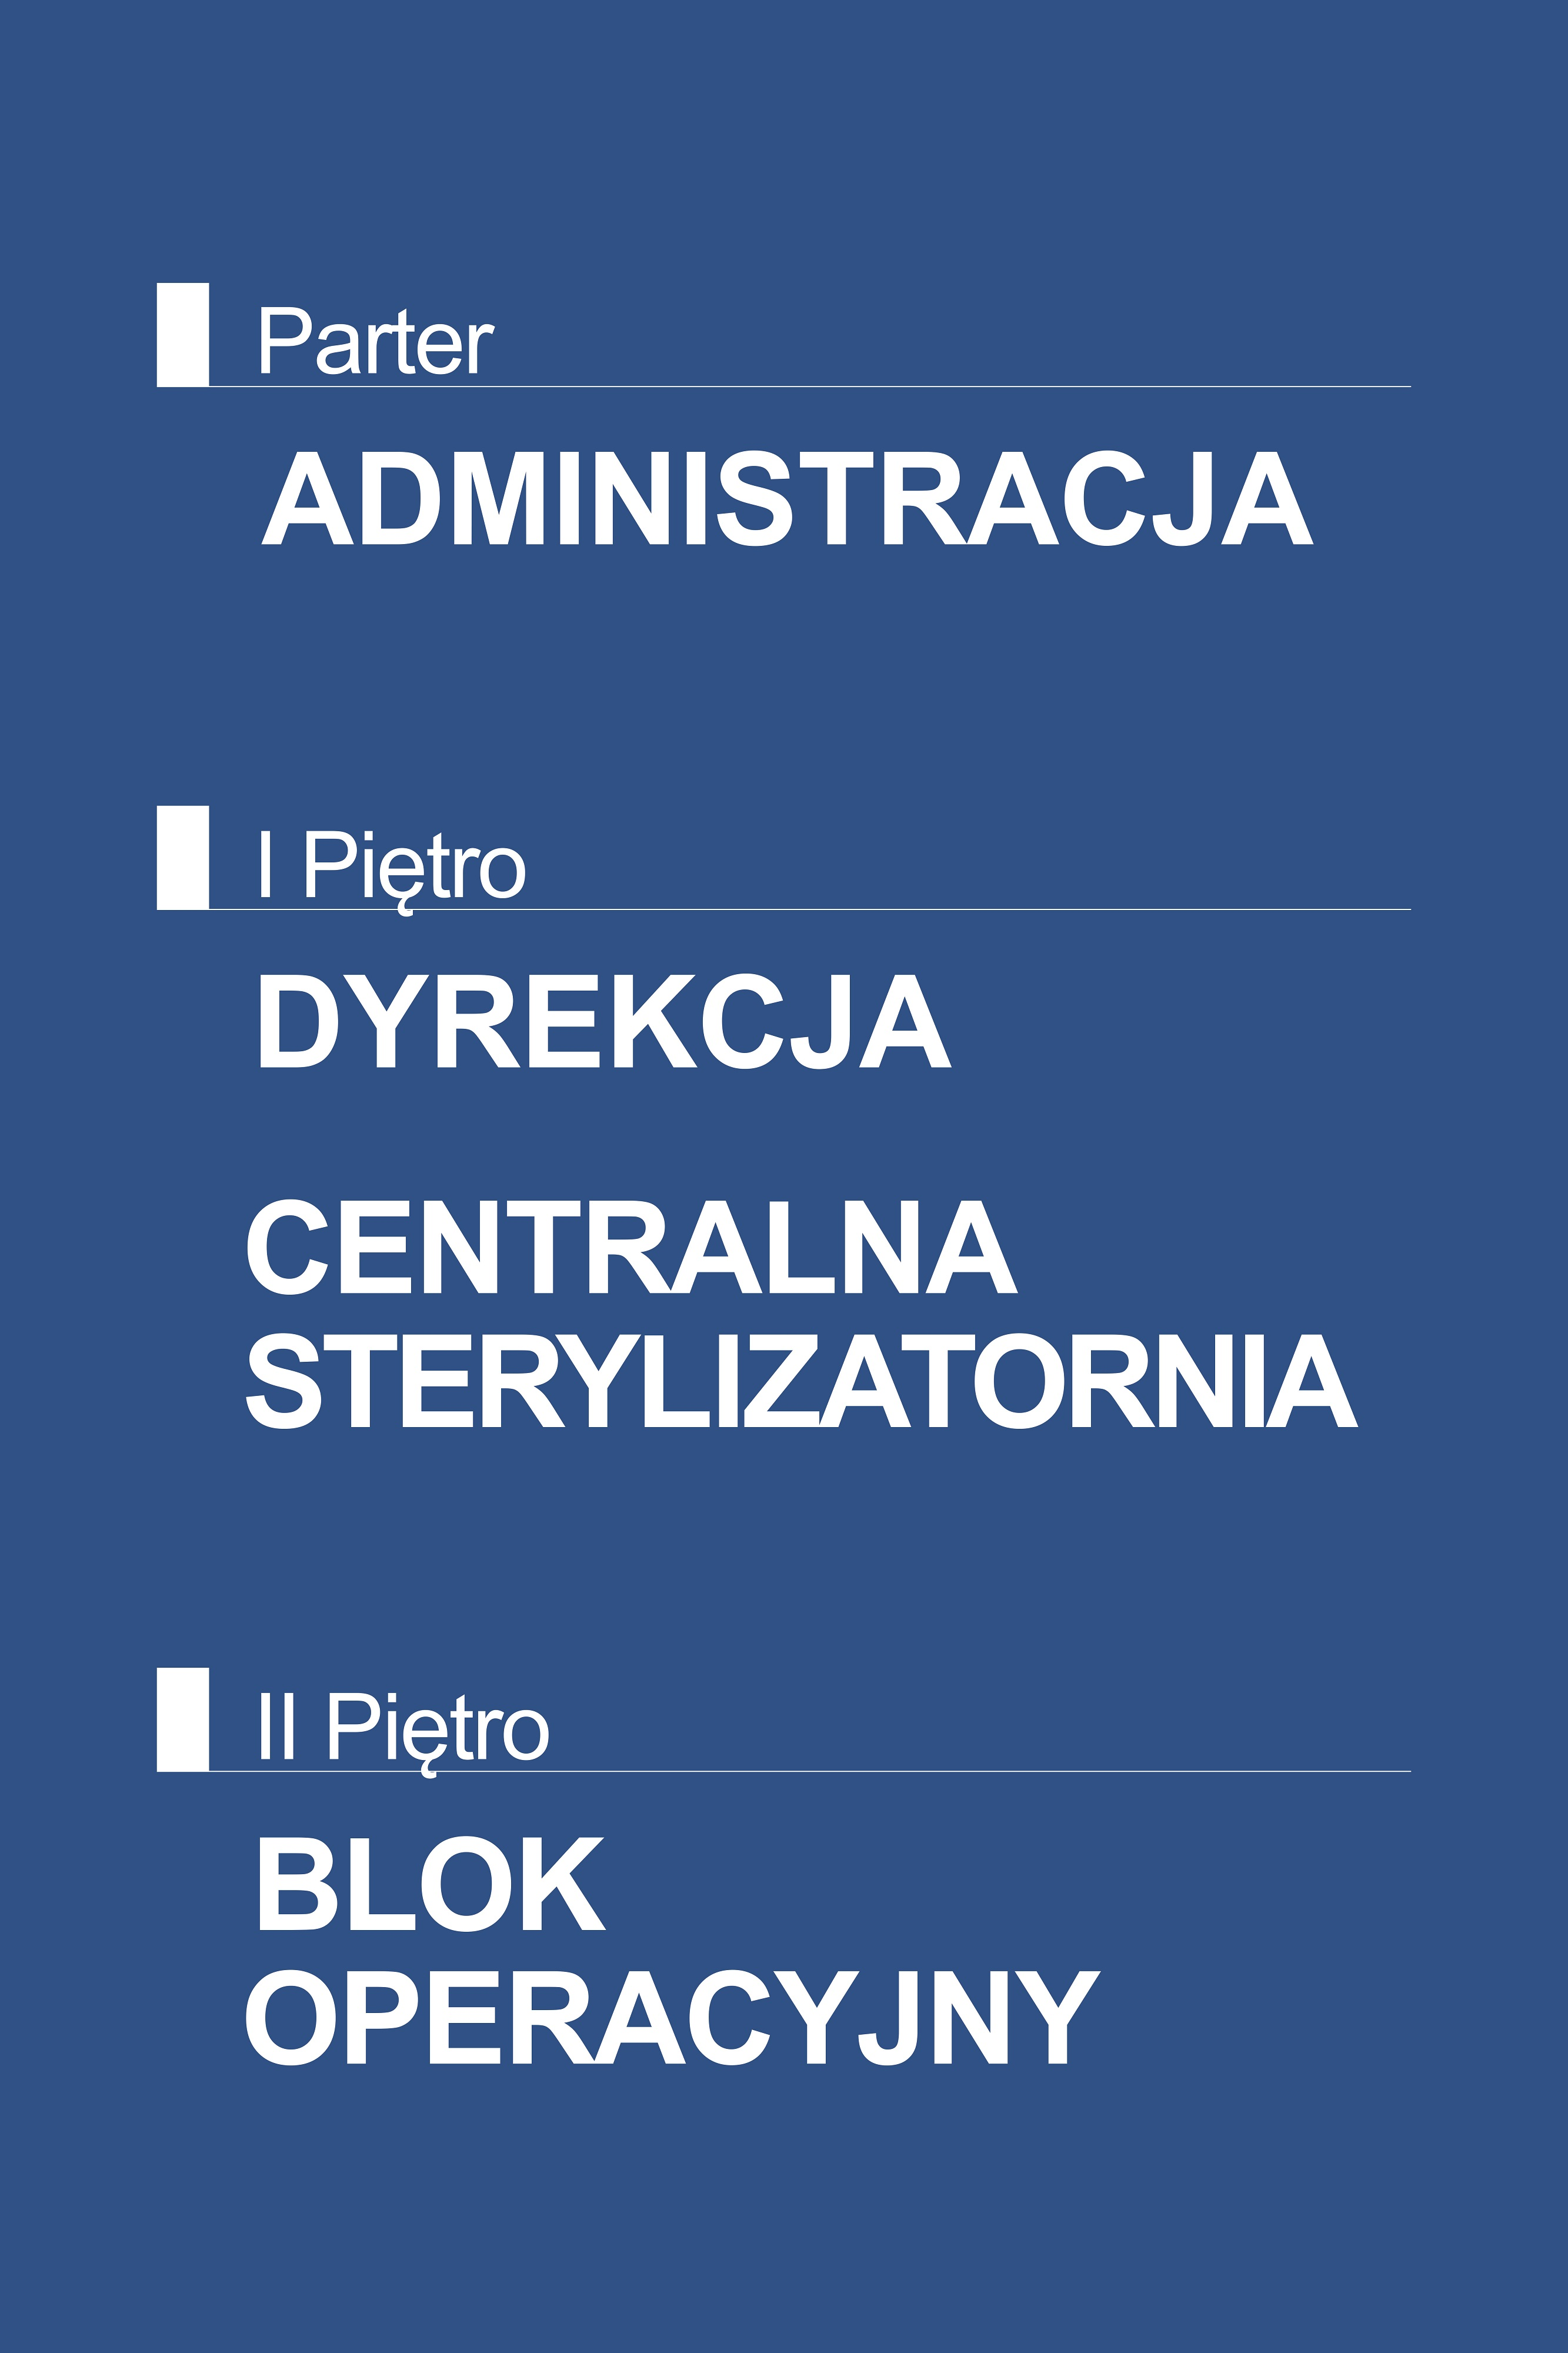 Parter
ADMINISTRACJA
I Piętro
DYREKCJA
CENTRALNA
STERYLIZATORNIA
II Piętro
BLOK
OPERACYJNY